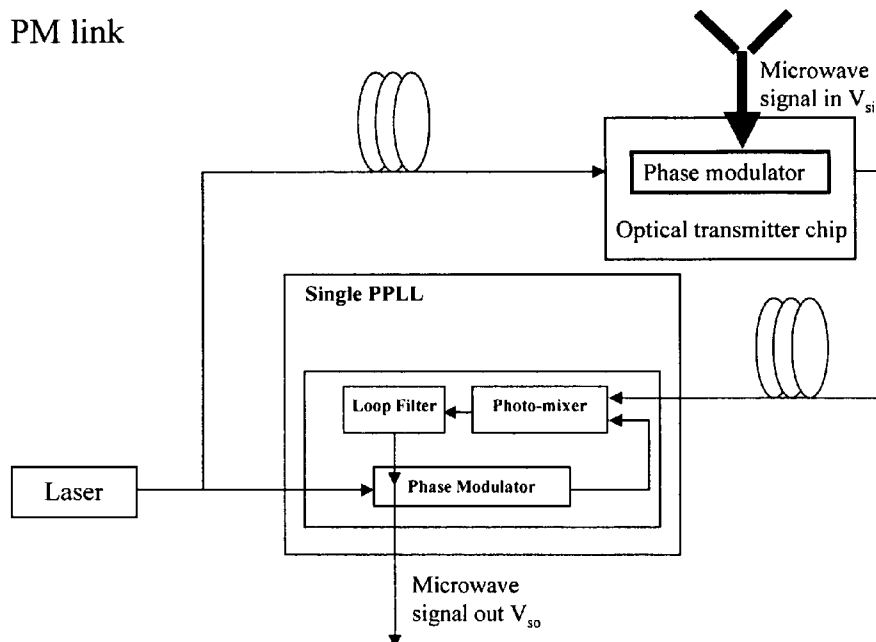 PM link
Microwave
signal in V_si
Phase modulator
Optical transmitter chip
Single PPLL
Loop Filter
Photo-mixer
Laser
Phase Modulator
Microwave
signal out V_so